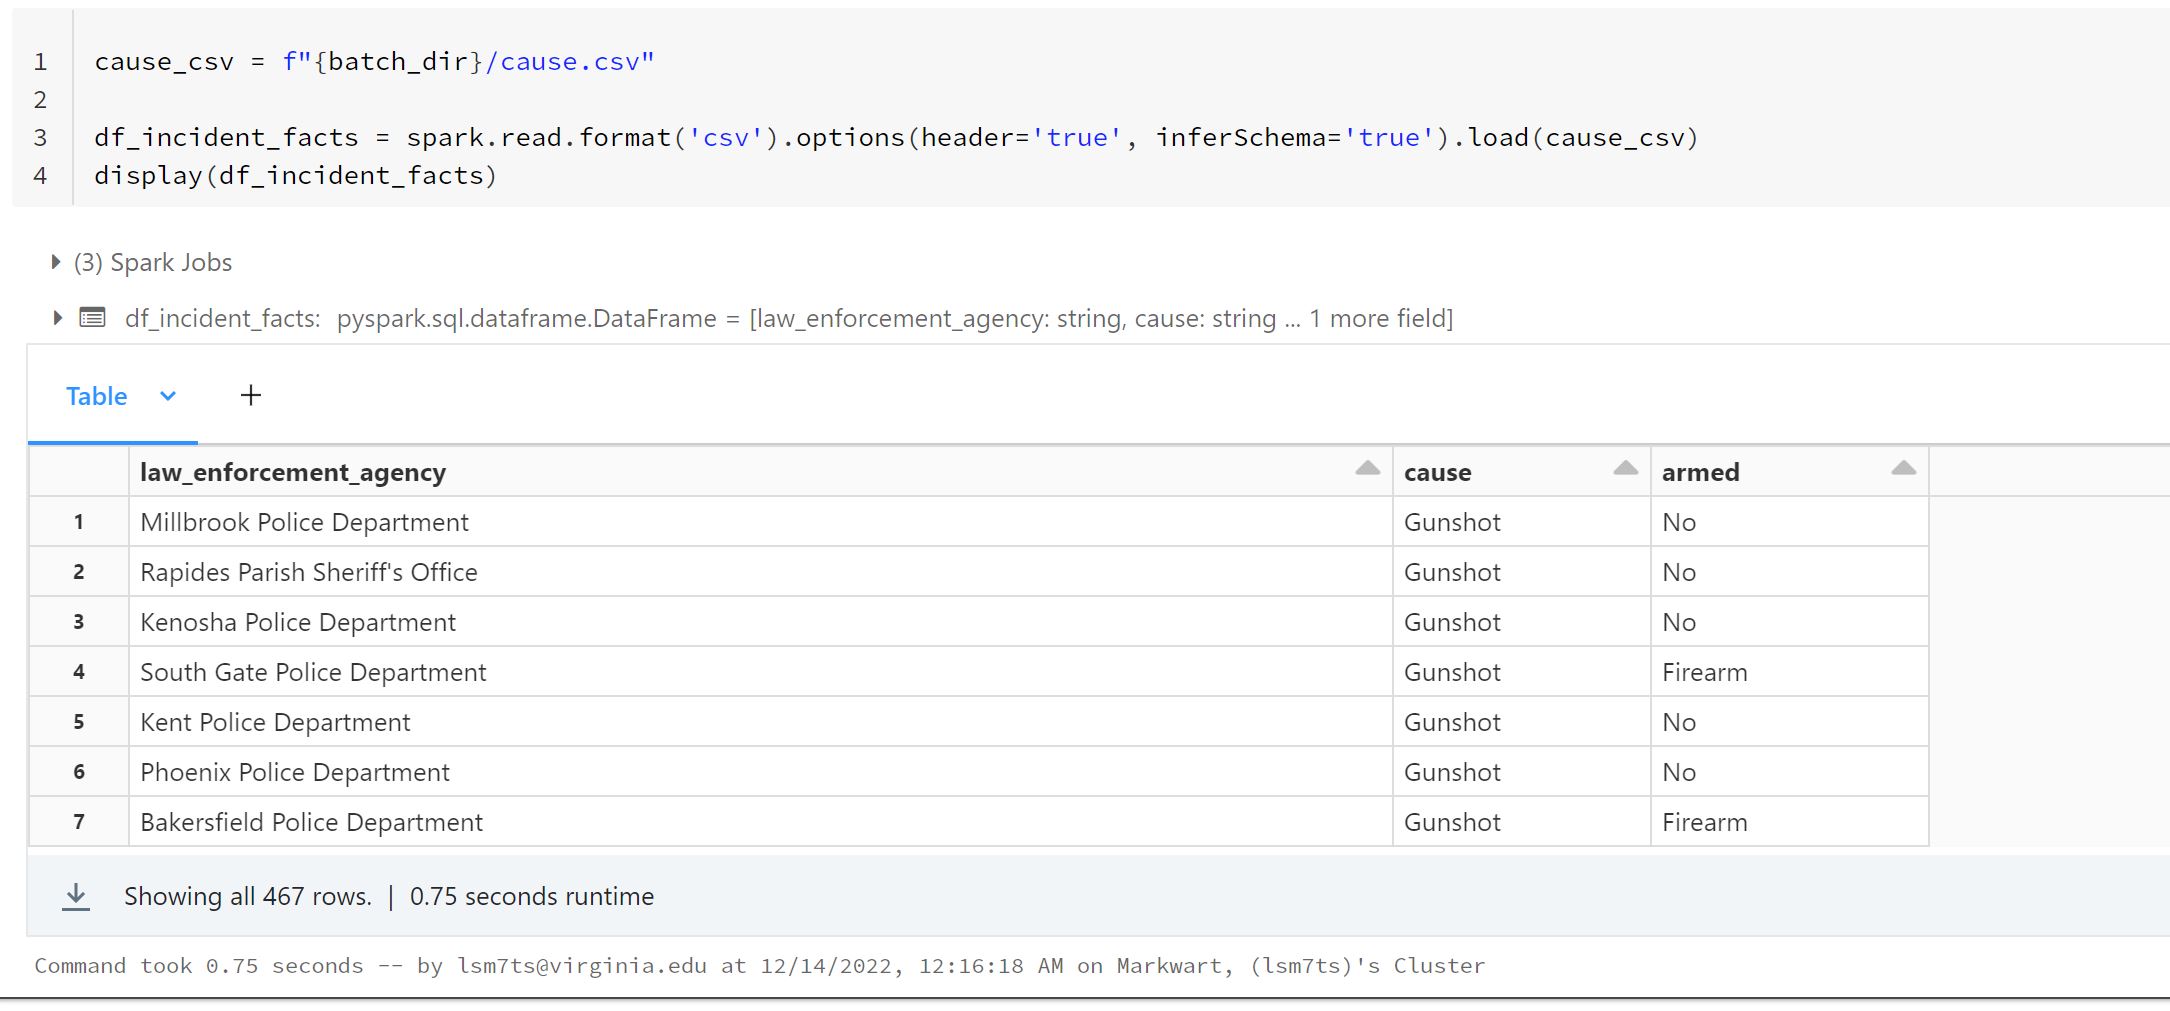 1 cause_csv = f"{batch_dir}/cause.csv"
2
3 df_incident_facts = spark.read.format('csv').options(header='true', inferSchema='true').load(cause_csv)
4 display(df_incident_facts)
(3) Spark Jobs
df_incident_facts: pyspark.sql.dataframe.DataFrame = [law_enforcement_agency: string, cause: string ... 1 more field]
Table +
law_enforcement_agency cause armed
1 Millbrook Police Department Gunshot No
2 Rapides Parish Sheriff's Office Gunshot No
3 Kenosha Police Department Gunshot No
4 South Gate Police Department Gunshot Firearm
5 Kent Police Department Gunshot No
6 Phoenix Police Department Gunshot No
7 Bakersfield Police Department Gunshot Firearm
Showing all 467 rows. | 0.75 seconds runtime
Command took 0.75 seconds -- by lsm7ts@virginia.edu at 12/14/2022, 12:16:18 AM on Markwart, (lsm7ts)'s Cluster